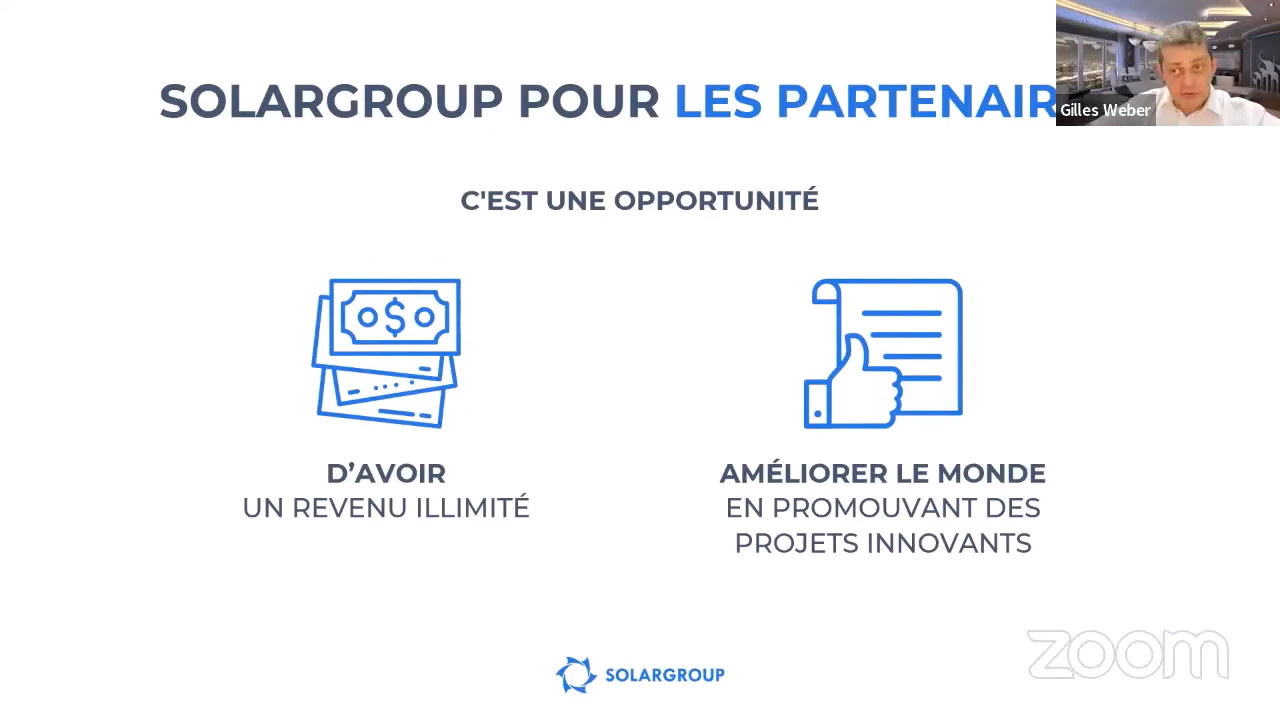 SOLARGROUP POUR LES PARTENAIR
Gilles Weber
C'EST UNE OPPORTUNITÉ
$
D’AVOIR
UN REVENU ILLIMITÉ
AMÉLIORER LE MONDE
EN PROMOUVANT DES
PROJETS INNOVANTS
zoom
SOLARGROUP